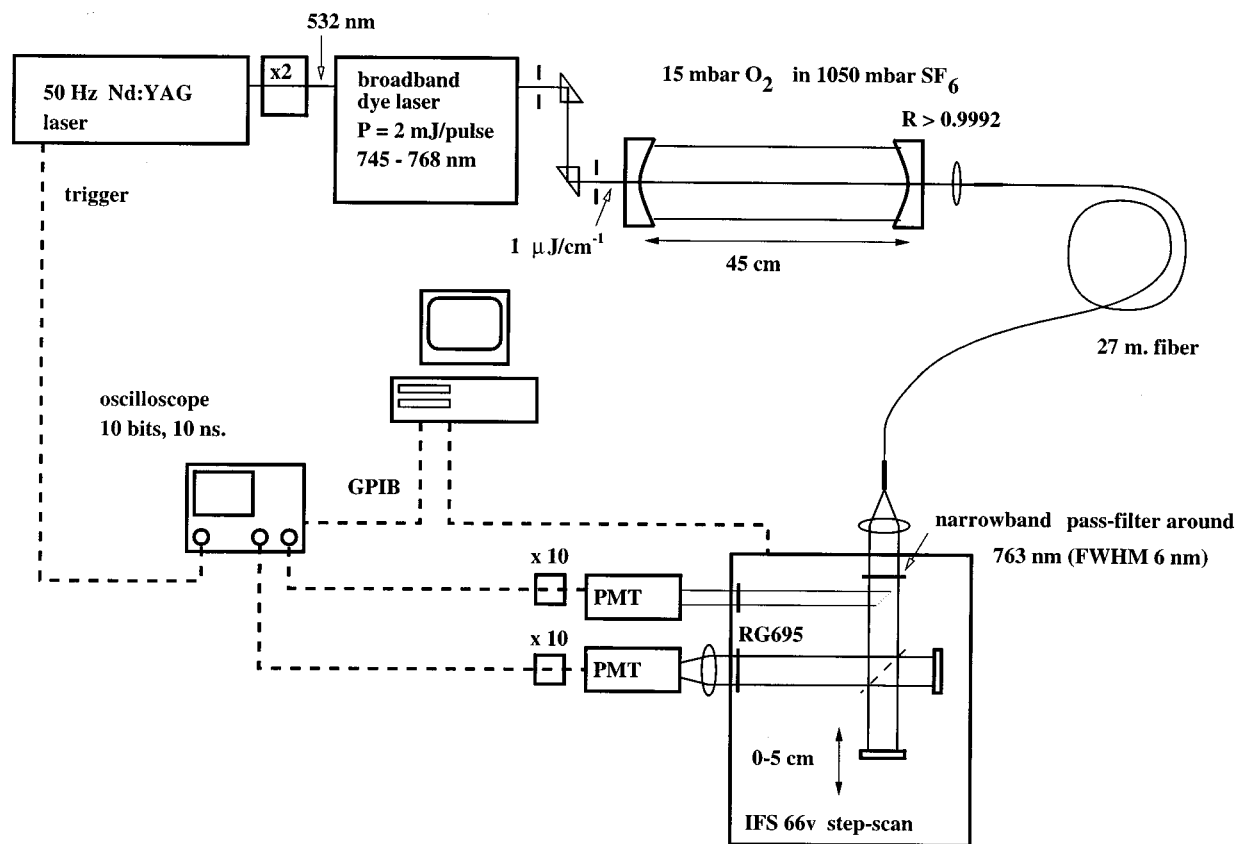 532 nm
50 Hz Nd:YAG
laser
x2
broadband
dye laser
P = 2 mJ/pulse
745 - 768 nm
15 mbar O2 in 1050 mbar SF6
R > 0.9992
trigger
1 μJ/cm-1
45 cm
27 m. fiber
oscilloscope
10 bits, 10 ns.
GPIB
narrowband pass-filter around
763 nm (FWHM 6 nm)
x 10
PMT
RG695
x 10
PMT
0-5 cm
IFS 66v step-scan